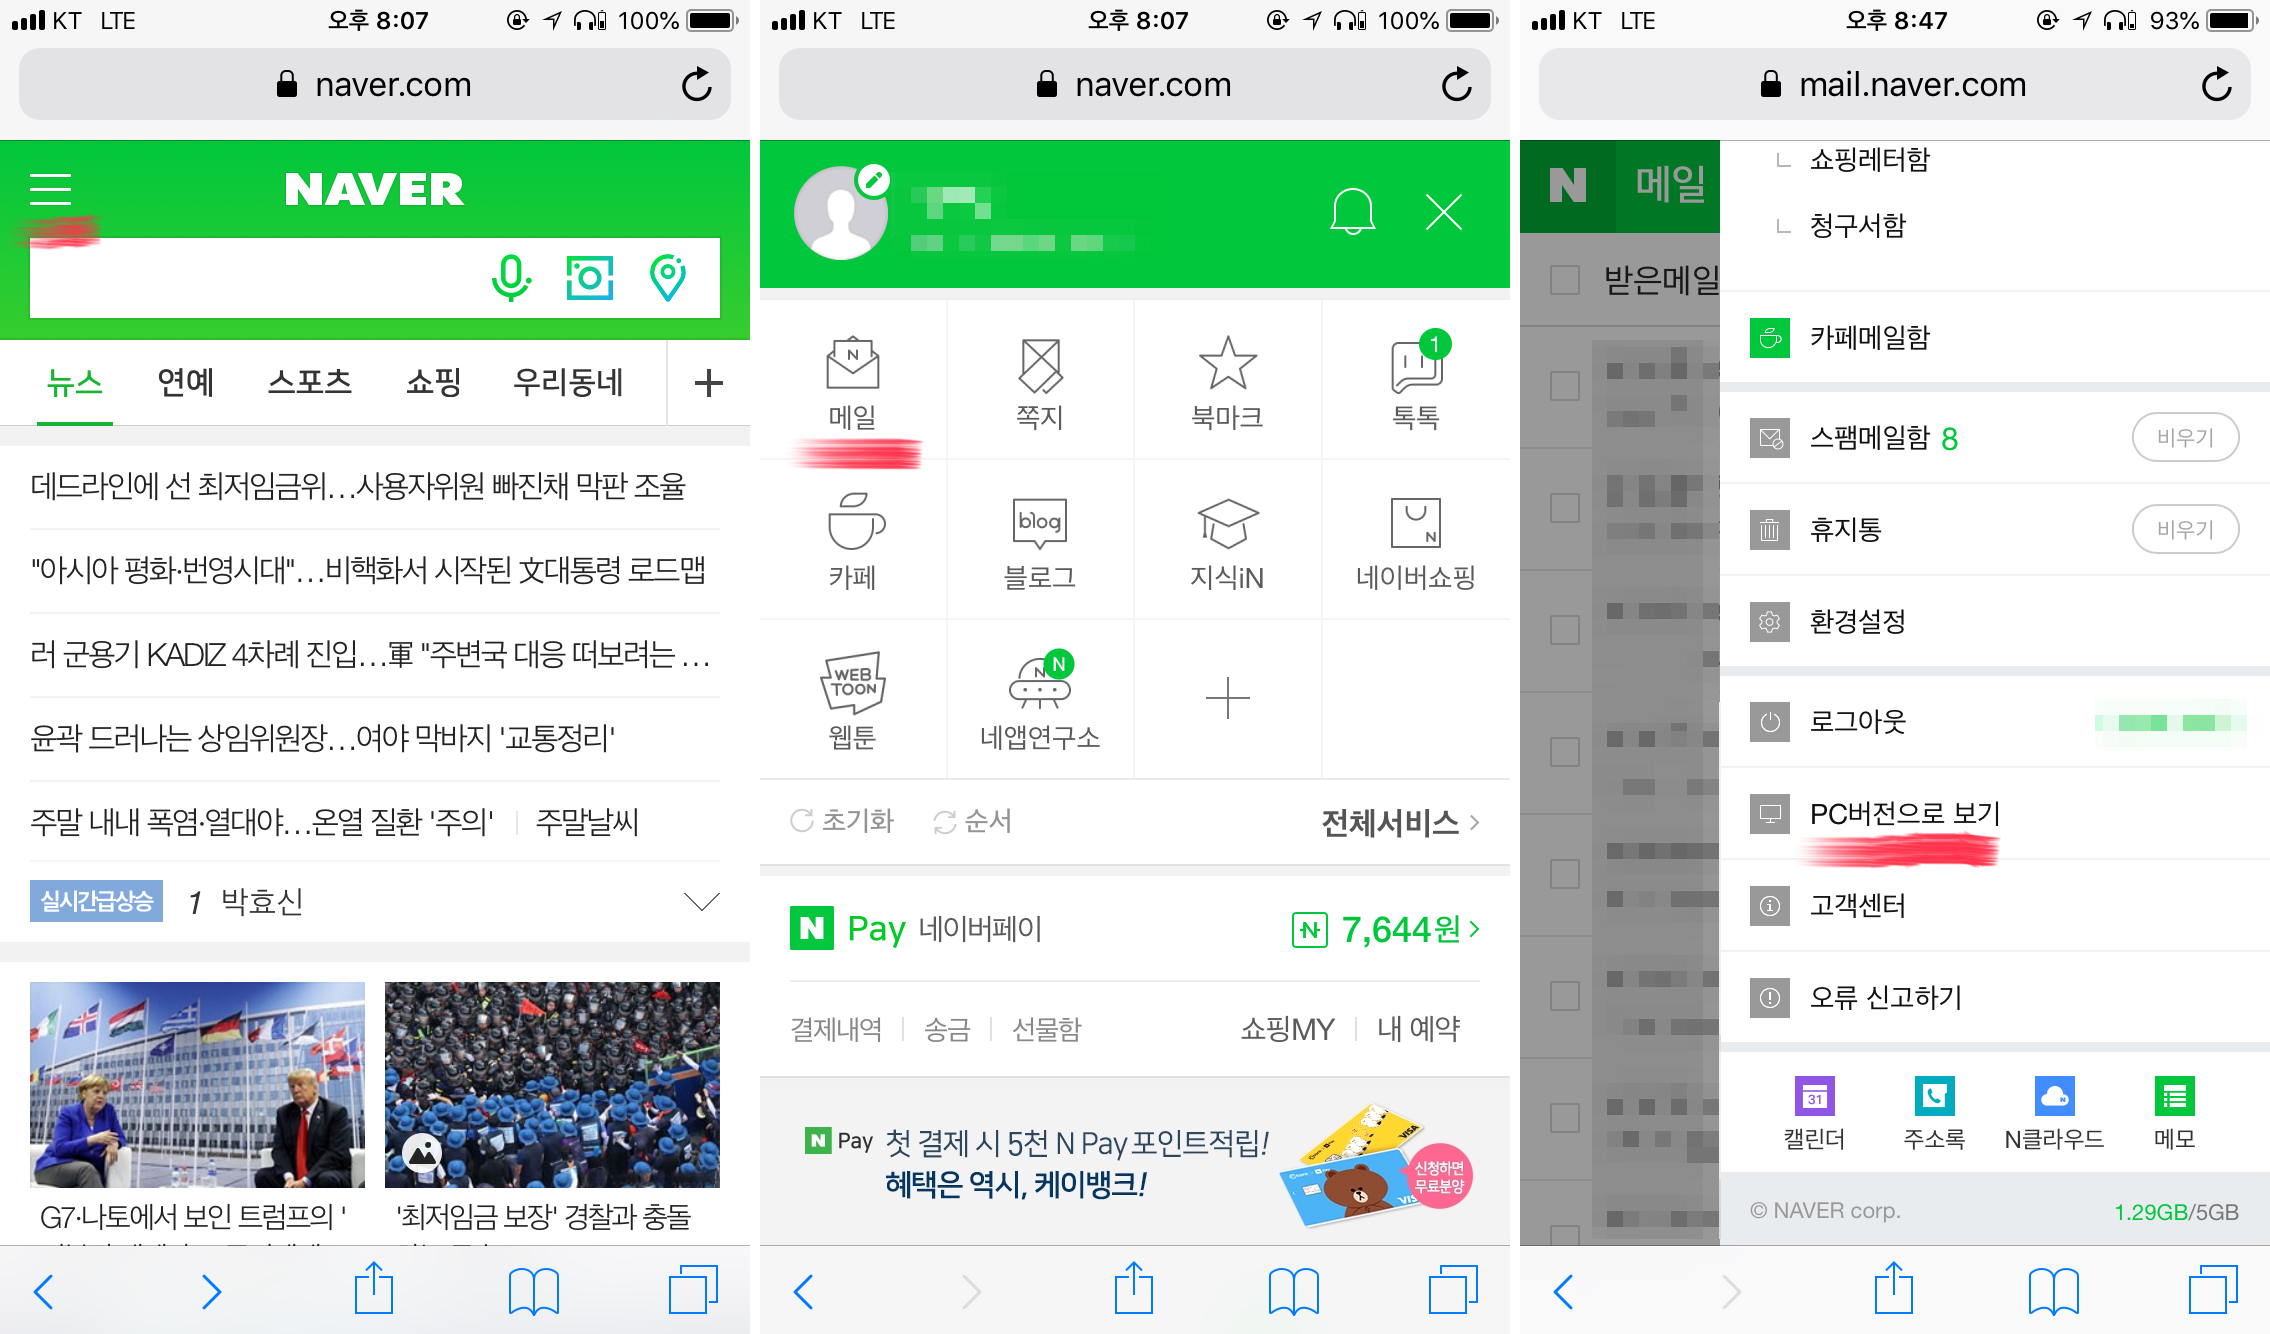 KT LTE 오후 8:07 100%
naver.com
NAVER
뉴스 연예 스포츠 쇼핑 우리동네
데드라인에 선 최저임금위...사용자위원 빠진채 막판 조율
"아시아 평화·번영시대"...비핵화서 시작된 文대통령 로드맵
러 군용기 KADIZ 4차례 진입...軍 "주변국 대응 떠보려는 ...
윤곽 드러나는 상임위원장...여야 막바지 '교통정리'
주말 내내 폭염·열대야...온열 질환 '주의' 주말날씨
실시간급상승 1 박효신
G7·나토에서 보인 트럼프의 '
'최저임금 보장' 경찰과 충돌
KT LTE 오후 8:07 100%
naver.com
N
메일 쪽지 북마크 톡톡
1
blog
N
카페 블로그 지식iN 네이버쇼핑
WEB
TOON
N
N
웹툰 네앱연구소
초기화 순서 전체서비스
N Pay 네이버페이 N 7,644원
결제내역 송금 선물함 쇼핑MY 내 예약
N Pay 첫 결제 시 5천 N Pay 포인트적립!
혜택은 역시, 케이뱅크!
VISA
신청하면
무료분양
KT LTE 오후 8:47 93%
mail.naver.com
N 메일
받은메일
쇼핑레터함
청구서함
카페메일함
스팸메일함 8 비우기
휴지통 비우기
환경설정
로그아웃
PC버전으로 보기
고객센터
오류 신고하기
31
캘린더 주소록 N클라우드 메모
© NAVER corp. 1.29GB/5GB